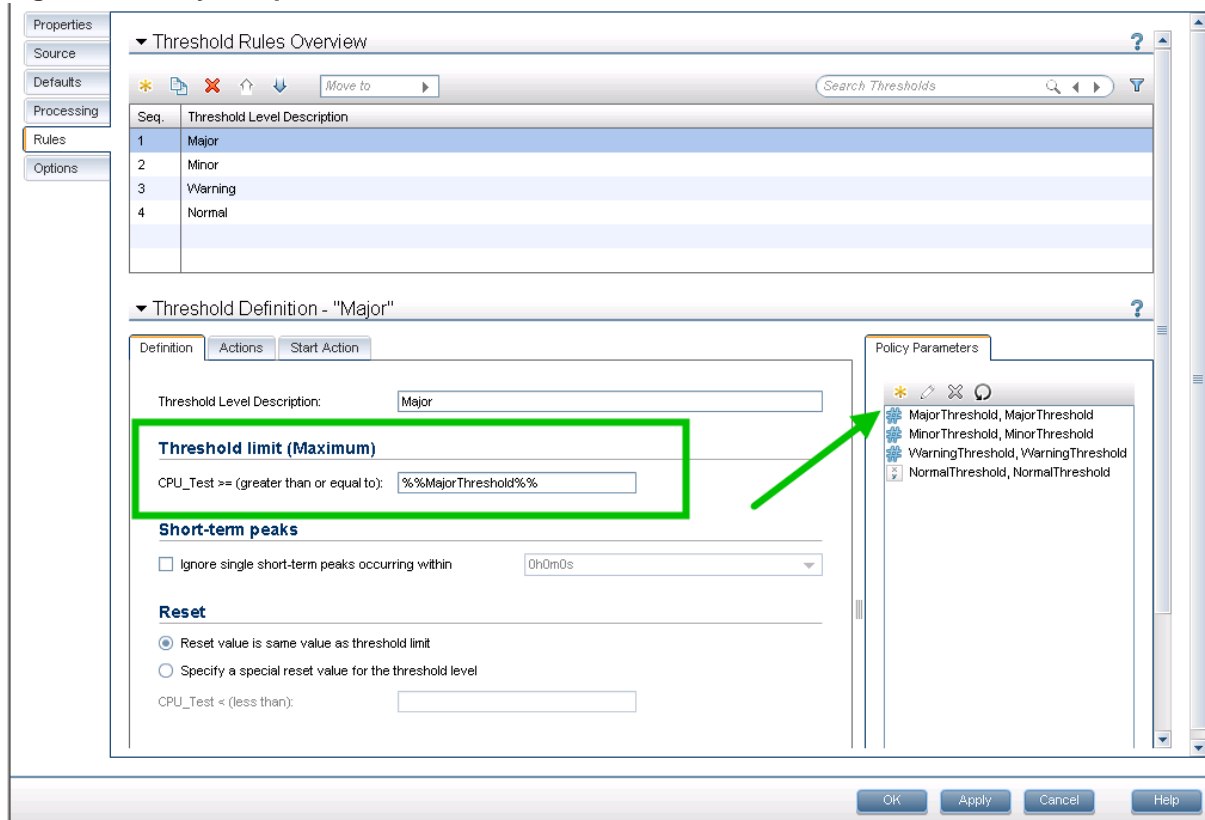 Properties
Source
Defaults
Processing
Rules
Options
Threshold Rules Overview
?
Move to
Search Thresholds
Seq. Threshold Level Description
1 Major
2 Minor
3 Warning
4 Normal
Threshold Definition - "Major"
?
Definition Actions Start Action
Policy Parameters
Threshold Level Description: Major
MajorThreshold, MajorThreshold
MinorThreshold, MinorThreshold
WarningThreshold, WarningThreshold
NormalThreshold, NormalThreshold
Threshold limit (Maximum)
CPU_Test >= (greater than or equal to): %%MajorThreshold%%
Short-term peaks
Ignore single short-term peaks occurring within 0h0m0s
Reset
Reset value is same value as threshold limit
Specify a special reset value for the threshold level
CPU_Test < (less than):
OK Apply Cancel Help